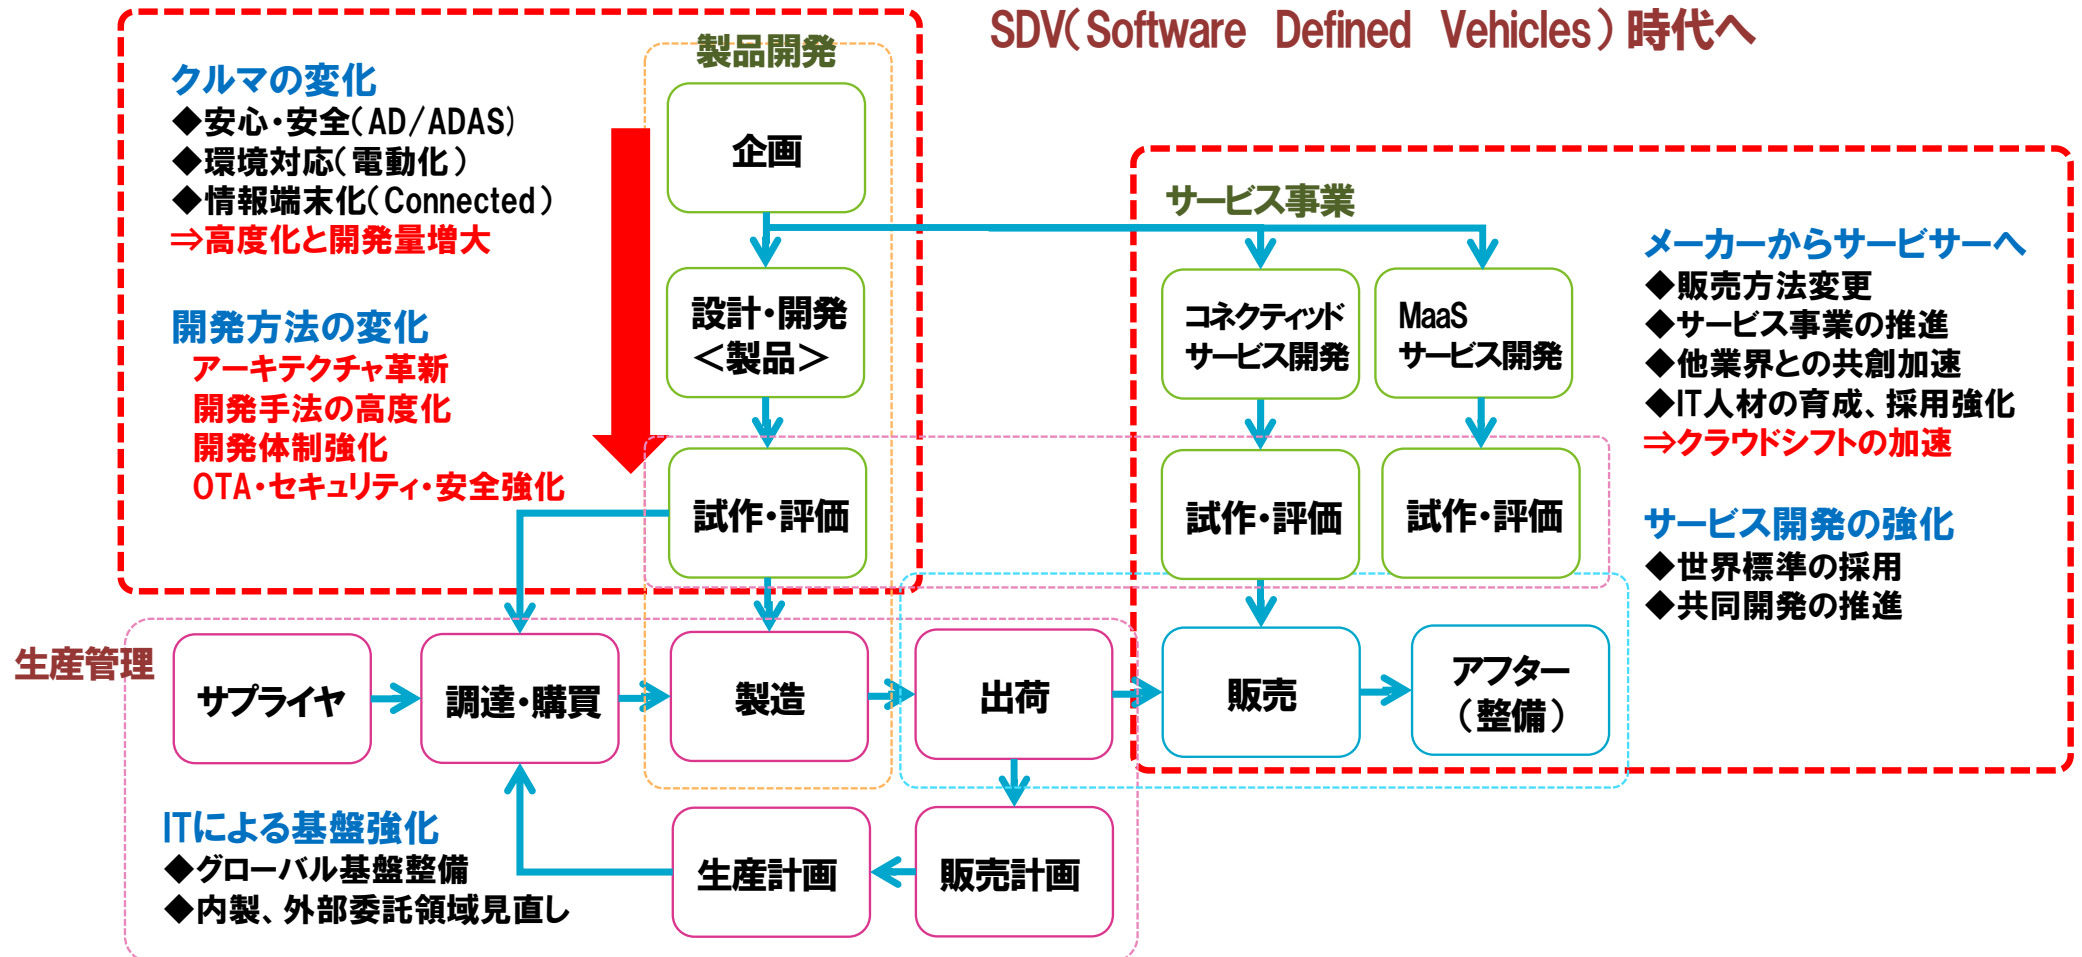 SDV(Software Defined Vehicles)時代へ
製品開発
クルマの変化
◆安心・安全(AD/ADAS)
◆環境対応(電動化)
◆情報端末化(Connected)
⇒高度化と開発量増大
開発方法の変化
アーキテクチャ革新
開発手法の高度化
開発体制強化
OTA・セキュリティ・安全強化
企画
設計・開発
<製品>
試作・評価
サービス事業
コネクティッド
サービス開発
MaaS
サービス開発
試作・評価
試作・評価
メーカーからサービサーへ
◆販売方法変更
◆サービス事業の推進
◆他業界との共創加速
◆IT人材の育成、採用強化
⇒クラウドシフトの加速
サービス開発の強化
◆世界標準の採用
◆共同開発の推進
生産管理
サプライヤ
調達・購買
製造
出荷
販売
アフター
(整備)
ITによる基盤強化
◆グローバル基盤整備
◆内製、外部委託領域見直し
生産計画
販売計画